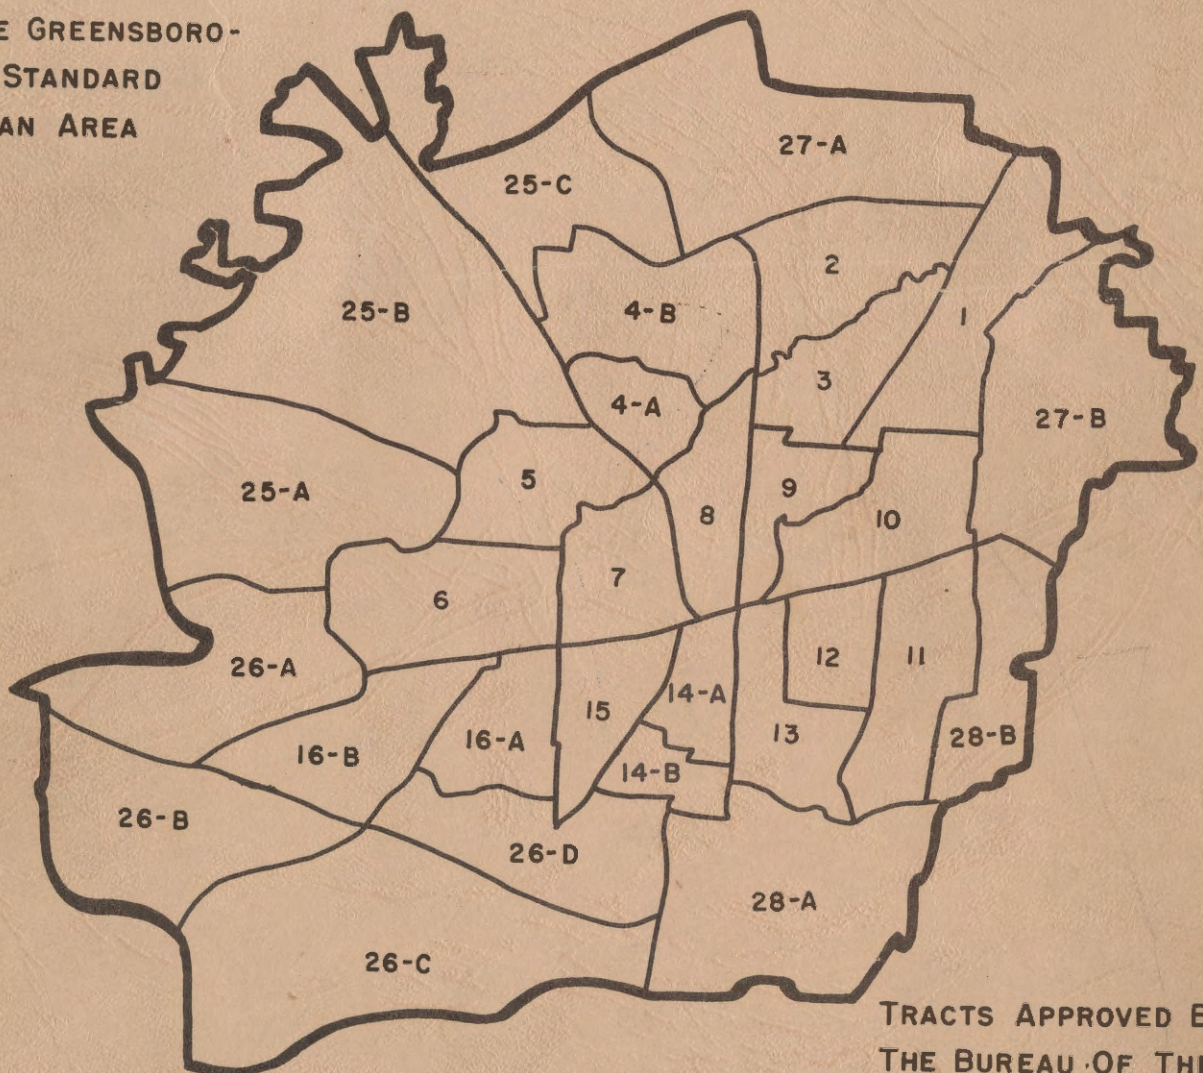 E GREENSBORO-
STANDARD
AN AREA
27-A
25-C
2
25-B
4-B
1
3
4-A
27-B
5
25-A
9
8
10
7
6
12
11
26-A
14-A
15
13
16-A
28-B
16-B
14-B
26-B
26-D
28-A
26-C
TRACTS APPROVED B
THE BUREAU OF TH